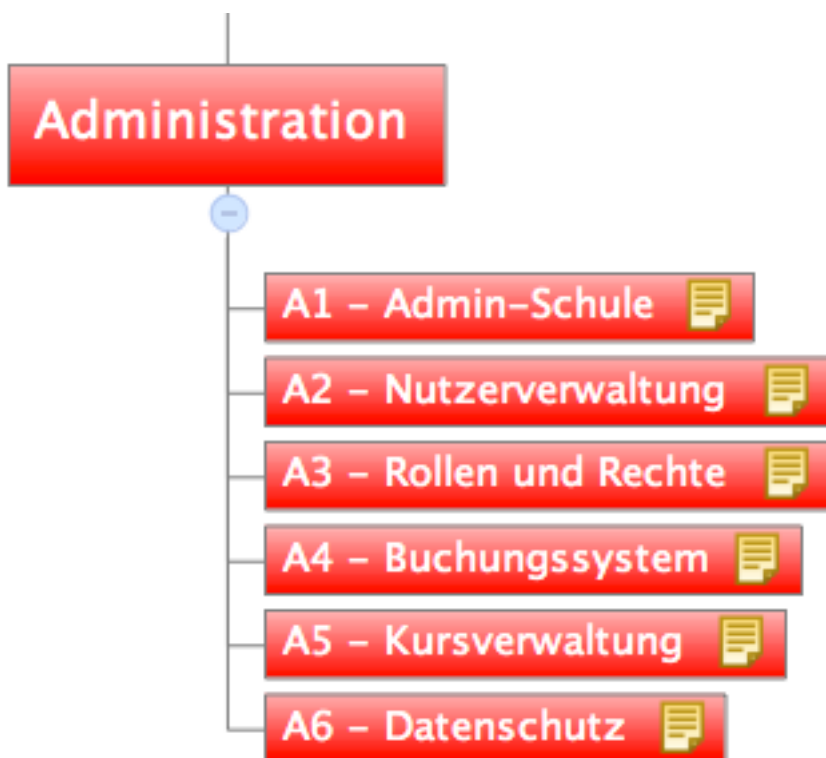 Administration
A1 – Admin-Schule
A2 – Nutzerverwaltung
A3 – Rollen und Rechte
A4 – Buchungssystem
A5 – Kursverwaltung
A6 – Datenschutz